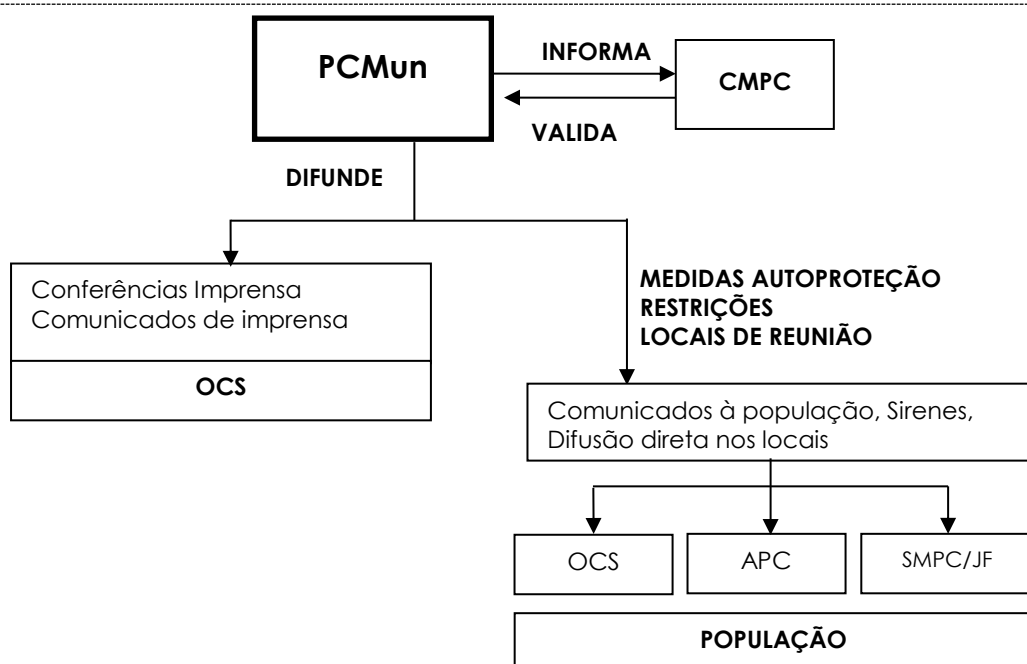 PCMun
INFORMA
CMPC
VALIDA
DIFUNDE
Conferências Imprensa
Comunicados de imprensa
OCS
MEDIDAS AUTOPROTEÇÃO
RESTRIÇÕES
LOCAIS DE REUNIÃO
Comunicados à população, Sirenes,
Difusão direta nos locais
OCS
APC
SMPC/JF
POPULAÇÃO